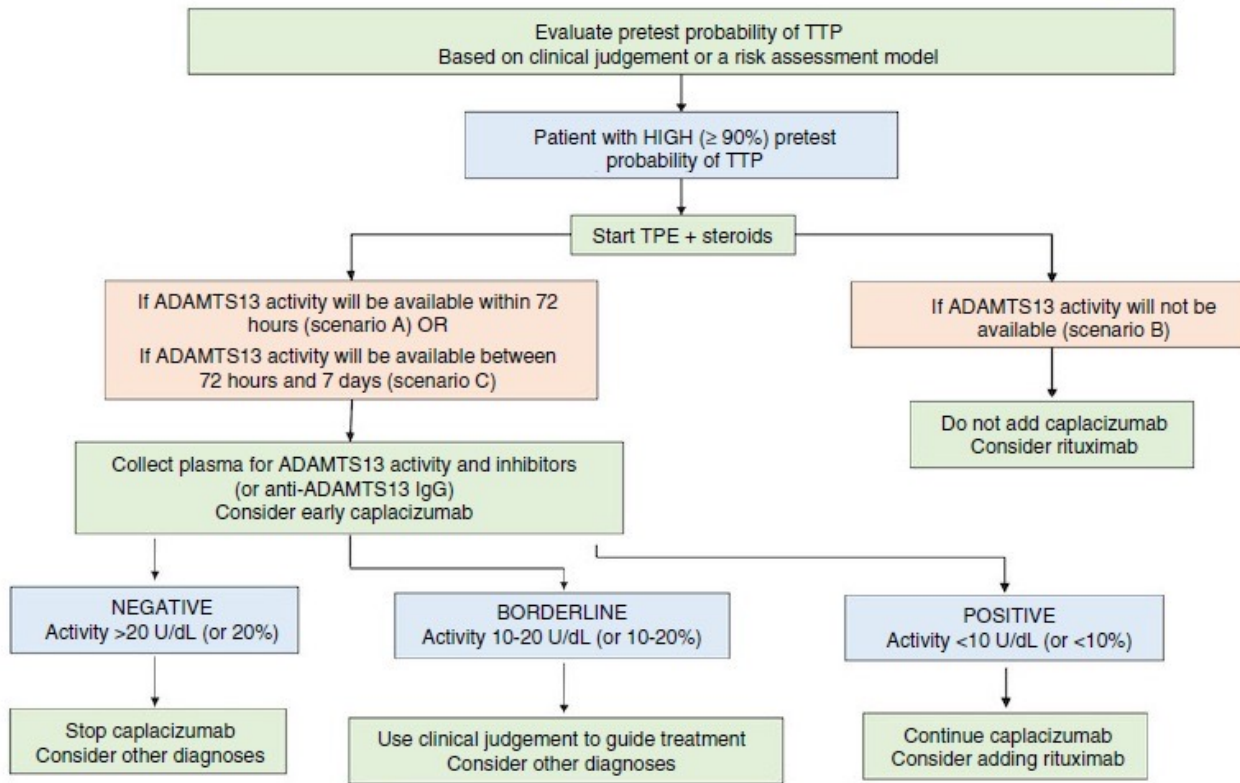 Evaluate pretest probability of TTP
Based on clinical judgement or a risk assessment model
Patient with HIGH (≥ 90%) pretest
probability of TTP
Start TPE + steroids
If ADAMTS13 activity will be available within 72
hours (scenario A) OR
If ADAMTS13 activity will be available between
72 hours and 7 days (scenario C)
If ADAMTS13 activity will not be
available (scenario B)
Do not add caplacizumab
Consider rituximab
Collect plasma for ADAMTS13 activity and inhibitors
(or anti-ADAMTS13 IgG)
Consider early caplacizumab
NEGATIVE
Activity >20 U/dL (or 20%)
BORDERLINE
Activity 10-20 U/dL (or 10-20%)
POSITIVE
Activity <10 U/dL (or <10%)
Stop caplacizumab
Consider other diagnoses
Use clinical judgement to guide treatment
Consider other diagnoses
Continue caplacizumab
Consider adding rituximab